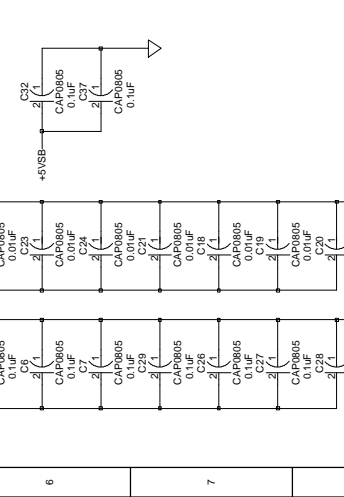 C32
2 1
CAP0805
0.1uF
C37
2 1
CAP0805
0.1uF
+5VSB
CAP0805
0.01uF
C23
2 1
CAP0805
0.01uF
C24
2 1
CAP0805
0.01uF
C21
2 1
CAP0805
0.01uF
C18
2 1
CAP0805
0.01uF
C19
2 1
CAP0805
0.01uF
C20
2 1
CAP0805
0.1uF
C6
2 1
CAP0805
0.1uF
C7
2 1
CAP0805
0.1uF
C29
2 1
CAP0805
0.1uF
C26
2 1
CAP0805
0.1uF
C27
2 1
CAP0805
0.1uF
C28
2 1
6
7